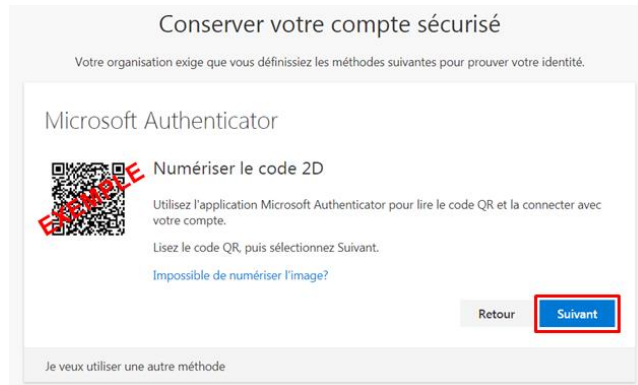 Conserver votre compte sécurisé
Votre organisation exige que vous définissiez les méthodes suivantes pour prouver votre identité.
Microsoft Authenticator
EXEMPLE
Numériser le code 2D
Utilisez l'application Microsoft Authenticator pour lire le code QR et la connecter avec
votre compte.
Lisez le code QR, puis sélectionnez Suivant.
Impossible de numériser l'image?
Retour
Suivant
Je veux utiliser une autre méthode